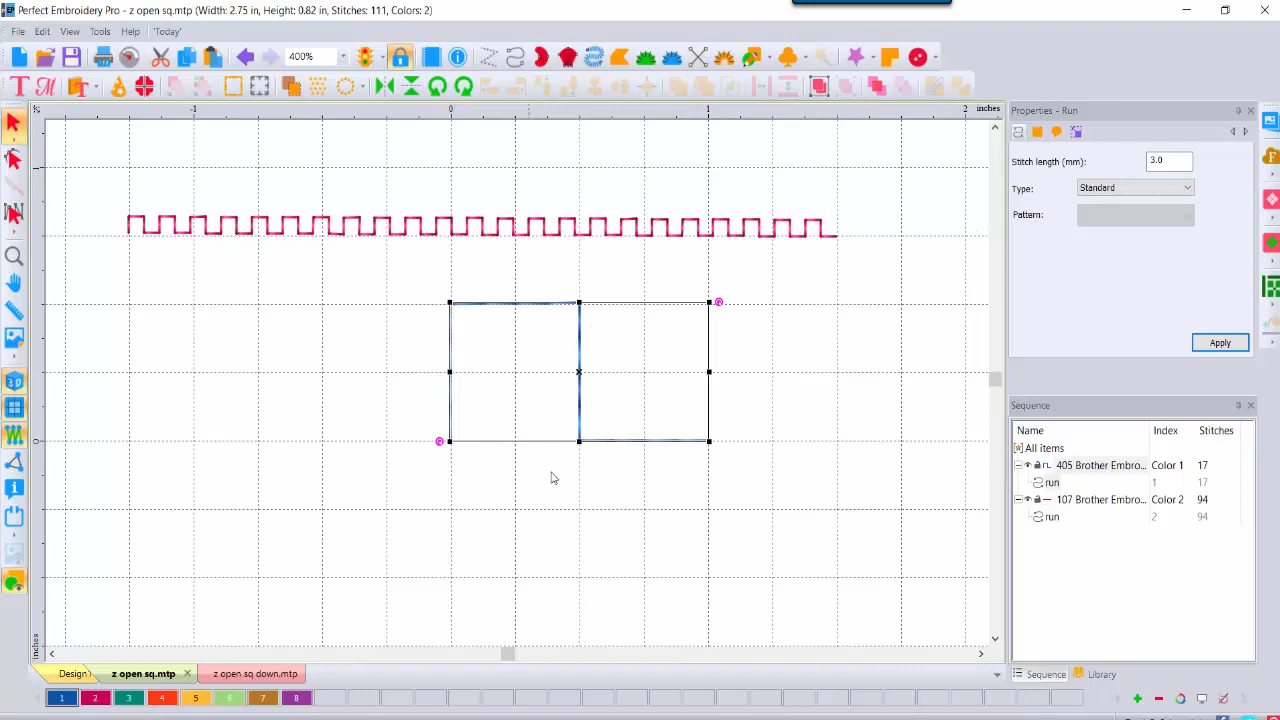 Perfect Embroidery Pro - z open sq.mtp (Width: 2.75 in, Height: 0.82 in, Stitches: 111, Colors: 2)
File Edit View Tools Help 'Today'
400%
-1 0 1 2 inches
Properties - Run
Stitch length (mm): 3.0
Type: Standard
Pattern:
Apply
0
inches
Sequence
Name Index Stitches
All items
405 Brother Embro... Color 1 17
run 1 17
107 Brother Embro... Color 2 94
run 2 94
Sequence Library
Design1 z open sq.mtp z open sq down.mtp
1 2 3 4 5 6 7 8